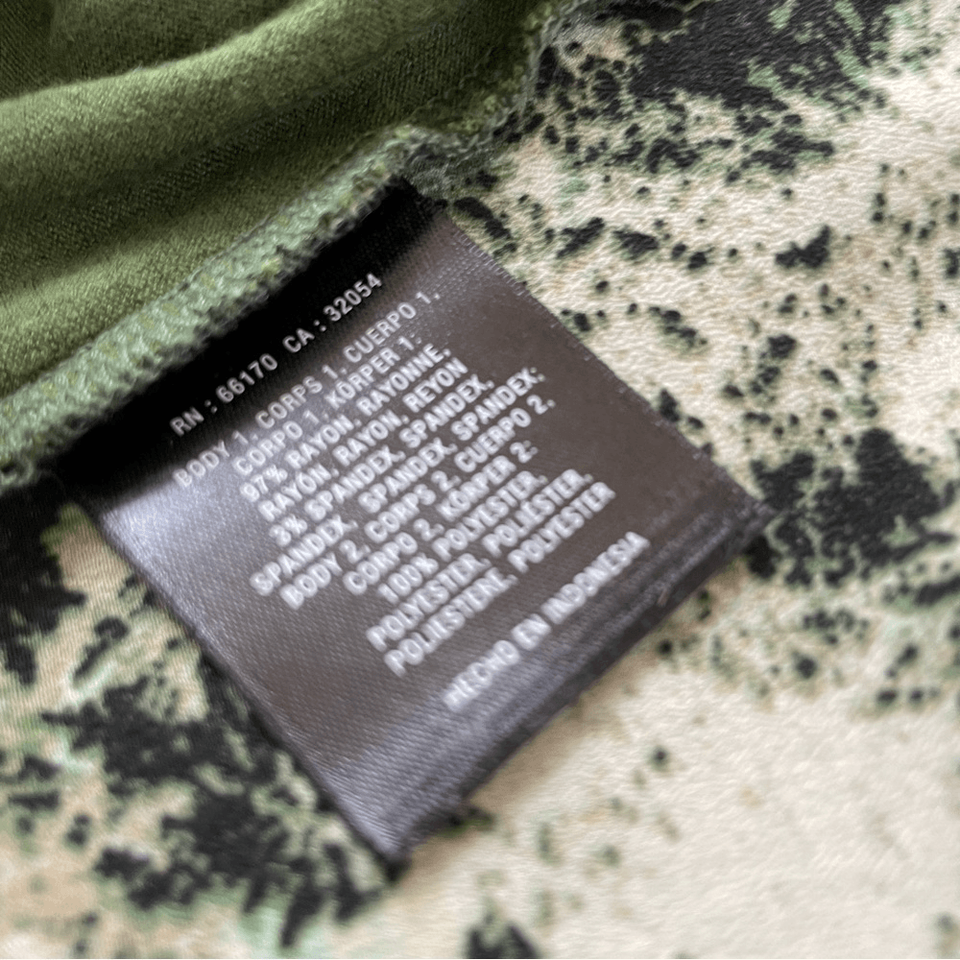 RN : 66170 CA : 32054
BODY 1, CORPS 1, CUERPO 1,
CORPO 1, KÖRPER 1:
97% RAYON, RAYONNE,
RAYÓN, RAYON, REYON
3% SPANDEX, SPANDEX,
SPANDEX, SPANDEX, SPANDEX;
BODY 2, CORPS 2, CUERPO 2,
CORPO 2, KÖRPER 2:
100% POLYESTER,
POLYESTER, POLIÉSTER,
POLIESTERE, POLYESTER
HECHO EN INDONESIA